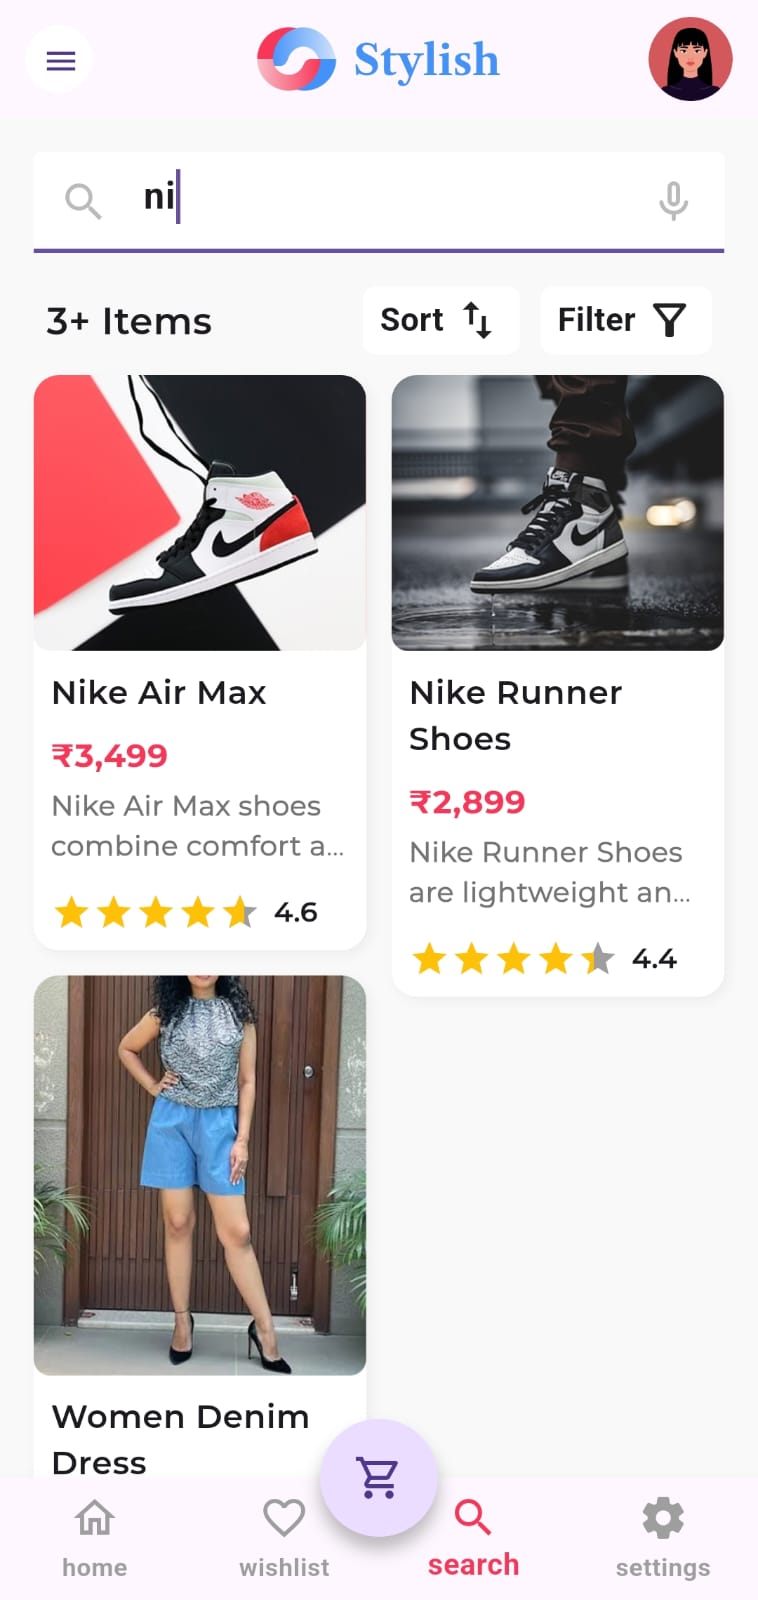 Stylish
ni
3+ Items
Sort
Filter
Nike Air Max
₹3,499
Nike Air Max shoes
combine comfort a...
4.6
Nike Runner
Shoes
₹2,899
Nike Runner Shoes
are lightweight an...
4.4
Women Denim
Dress
home
wishlist
search
settings